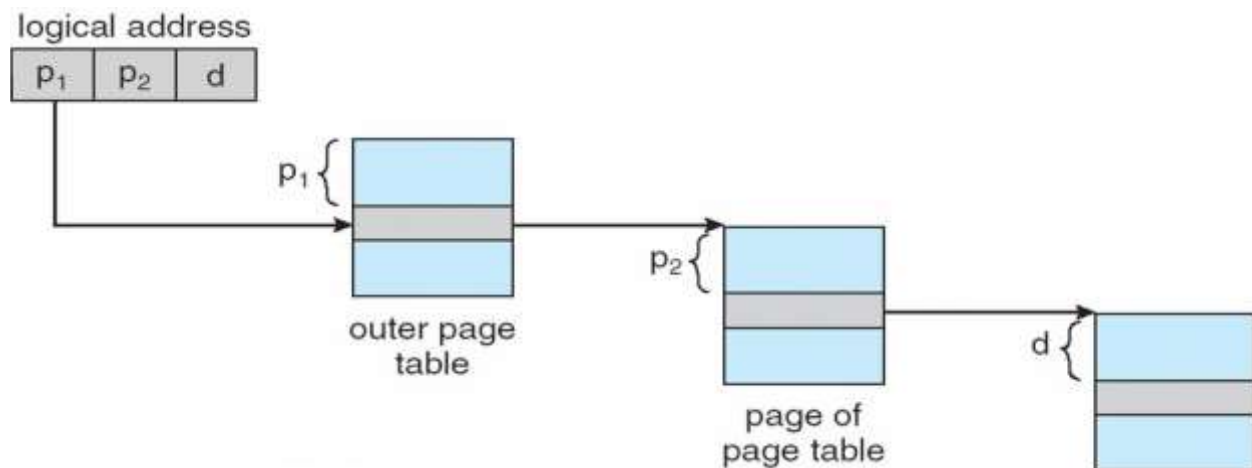 logical address
p₁ p₂ d
p₁
outer page
table
p₂
page of
page table
d